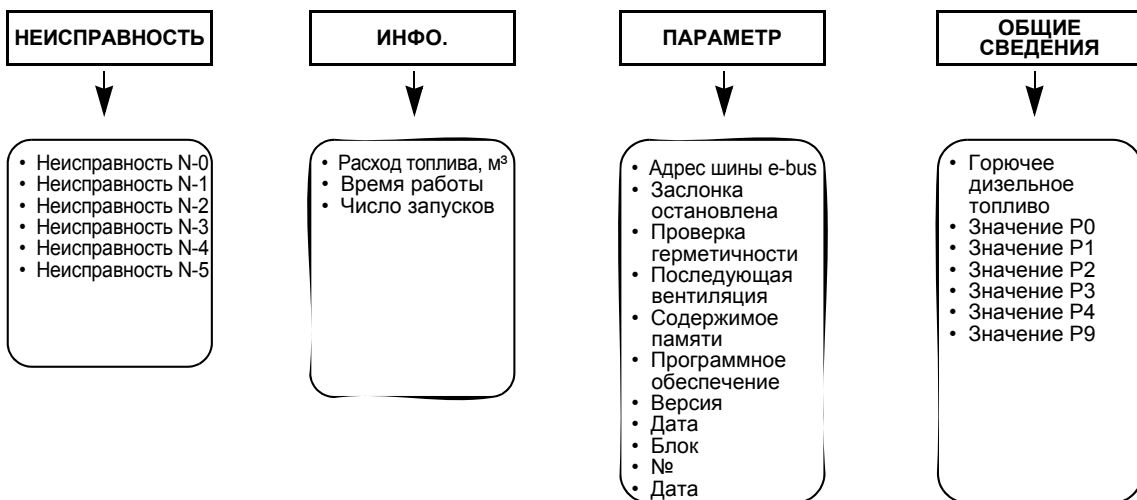 НЕИСПРАВНОСТЬ
• Неисправность N-0
• Неисправность N-1
• Неисправность N-2
• Неисправность N-3
• Неисправность N-4
• Неисправность N-5
ИНФО.
• Расход топлива, м³
• Время работы
• Число запусков
ПАРАМЕТР
• Адрес шины e-bus
• Заслонка
остановлена
• Проверка
герметичности
• Последующая
вентиляция
• Содержимое
памяти
• Программное
обеспечение
• Версия
• Дата
• Блок
• №
• Дата
ОБЩИЕ
СВЕДЕНИЯ
• Горючее
дизельное
топливо
• Значение P0
• Значение P1
• Значение P2
• Значение P3
• Значение P4
• Значение P9